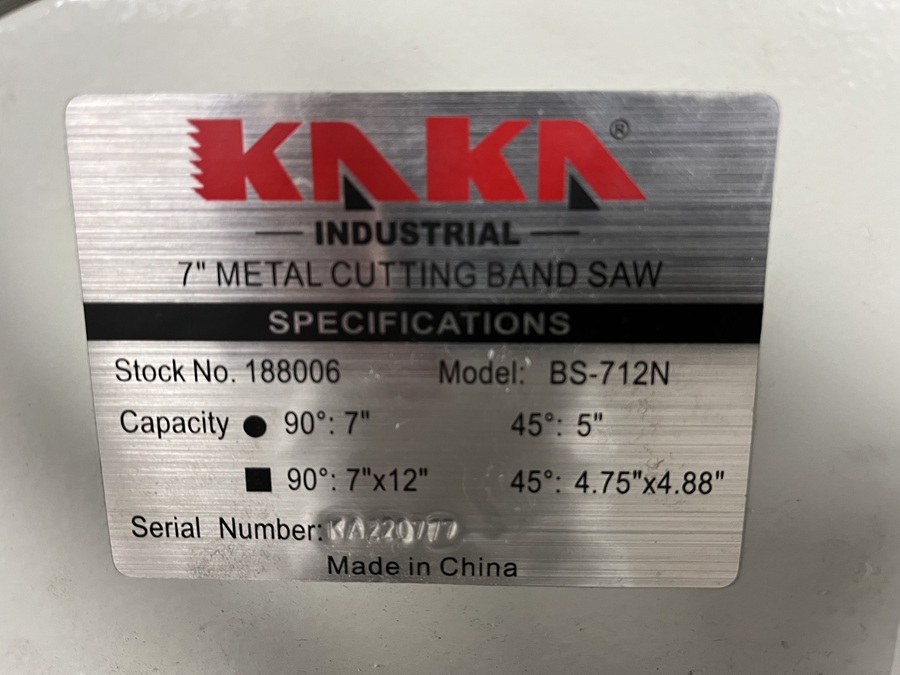 KAKA®
INDUSTRIAL
7" METAL CUTTING BAND SAW
SPECIFICATIONS
Stock No. 188006 Model: BS-712N
Capacity ● 90°: 7" 45°: 5"
■ 90°: 7"x12" 45°: 4.75"x4.88"
Serial Number:
Made in China